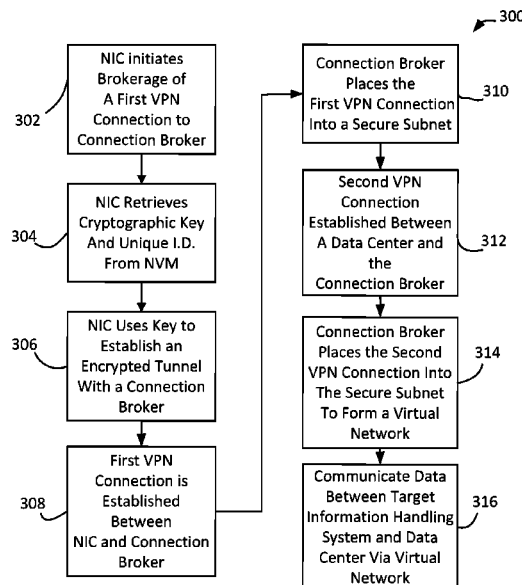 300
302
NIC initiates
Brokerage of
A First VPN
Connection to
Connection Broker
304
NIC Retrieves
Cryptographic Key
And Unique I.D.
From NVM
306
NIC Uses Key to
Establish an
Encrypted Tunnel
With a Connection
Broker
308
First VPN
Connection is
Established
Between
NIC and Connection
Broker
310
Connection Broker
Places the
First VPN Connection
Into a Secure Subnet
312
Second VPN
Connection
Established Between
A Data Center and
the
Connection Broker
314
Connection Broker
Places the Second
VPN Connection Into
The Secure Subnet
To Form a Virtual
Network
316
Communicate Data
Between Target
Information Handling
System and Data
Center Via Virtual
Network